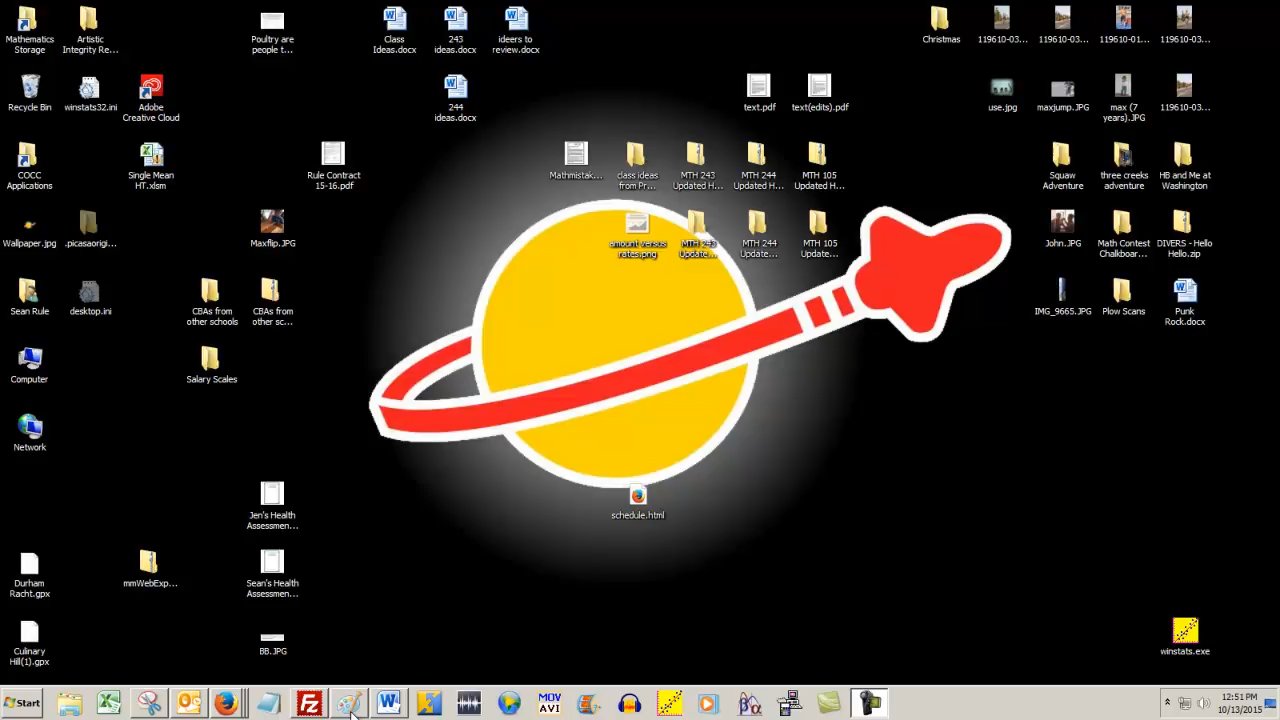 Mathematics
Storage
Artistic
Integrity Re...
Poultry are
people t...
Class
Ideas.docx
243
ideas.docx
ideers to
review.docx
Christmas
119610-03...
119610-03...
119610-01...
119610-03...
Recycle Bin
winstats32.ini
Adobe
Creative Cloud
244
ideas.docx
text.pdf
text(edits).pdf
use.jpg
maxjump.JPG
max (7
years).JPG
119610-03...
COCC
Applications
Single Mean
HT.xlsm
Rule Contract
15-16.pdf
Mathmistak...
class ideas
from Pr...
MTH 243
Updated H...
MTH 244
Updated H...
MTH 105
Updated H...
Squaw
Adventure
three creeks
adventure
HB and Me at
Washington
Wallpaper.jpg
.picasaorigi...
Maxflip.JPG
amount versus
rates.png
MTH 243
Update...
MTH 244
Update...
MTH 105
Update...
John.JPG
Math Contest
Chalkboar...
DIVERS - Hello
Hello.zip
Sean Rule
desktop.ini
CBAs from
other schools
CBAs from
other sc...
IMG_9665.JPG
Plow Scans
Punk
Rock.docx
Computer
Salary Scales
Network
Jen's Health
Assessmen...
schedule.html
Durham
Racht.gpx
mmWebExp...
Sean's Health
Assessmen...
Culinary
Hill(1).gpx
BB.JPG
winstats.exe
Start
MOV
AVI
12:51 PM
10/13/2015